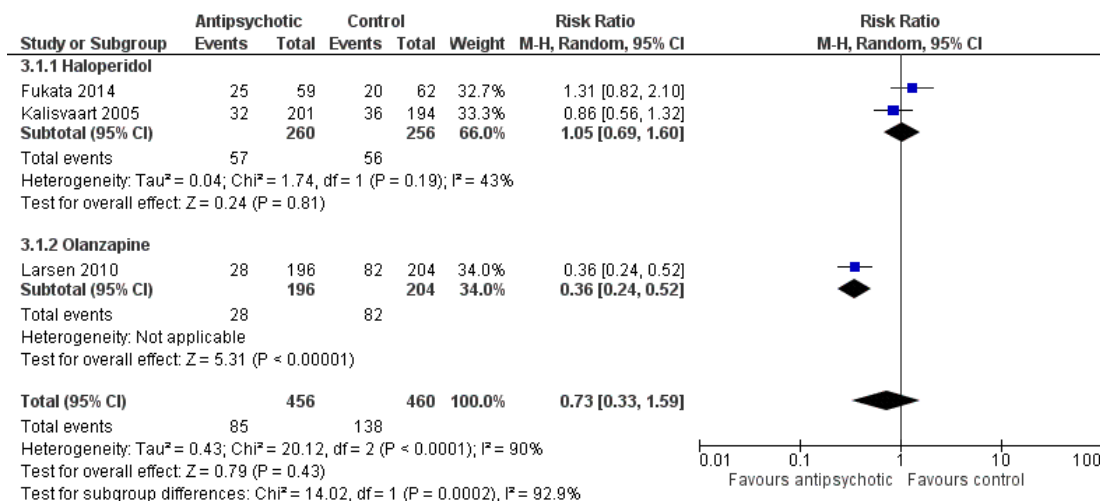 Antipsychotic Control Risk Ratio Risk Ratio
Study or Subgroup Events Total Events Total Weight M-H, Random, 95% CI M-H, Random, 95% CI
3.1.1 Haloperidol
Fukata 2014 25 59 20 62 32.7% 1.31 [0.82, 2.10]
Kalisvaart 2005 32 201 36 194 33.3% 0.86 [0.56, 1.32]
Subtotal (95% CI) 260 256 66.0% 1.05 [0.69, 1.60]
Total events 57 56
Heterogeneity: Tau² = 0.04; Chi² = 1.74, df = 1 (P = 0.19); I² = 43%
Test for overall effect: Z = 0.24 (P = 0.81)
3.1.2 Olanzapine
Larsen 2010 28 196 82 204 34.0% 0.36 [0.24, 0.52]
Subtotal (95% CI) 196 204 34.0% 0.36 [0.24, 0.52]
Total events 28 82
Heterogeneity: Not applicable
Test for overall effect: Z = 5.31 (P < 0.00001)
Total (95% CI) 456 460 100.0% 0.73 [0.33, 1.59]
Total events 85 138
Heterogeneity: Tau² = 0.43; Chi² = 20.12, df = 2 (P < 0.0001); I² = 90%
Test for overall effect: Z = 0.79 (P = 0.43)
Test for subgroup differences: Chi² = 14.02, df = 1 (P = 0.0002), I² = 92.9%
0.01 0.1 1 10 100
Favours antipsychotic Favours control